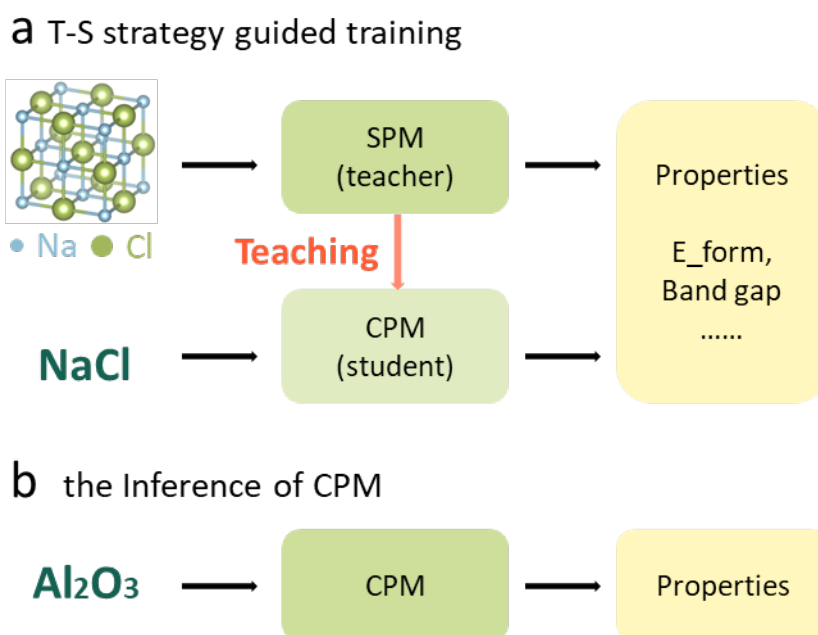 a T-S strategy guided training
SPM
(teacher)
Properties
E_form,
Band gap
......
Na Cl
Teaching
NaCl
CPM
(student)
b the Inference of CPM
Al₂O₃
CPM
Properties